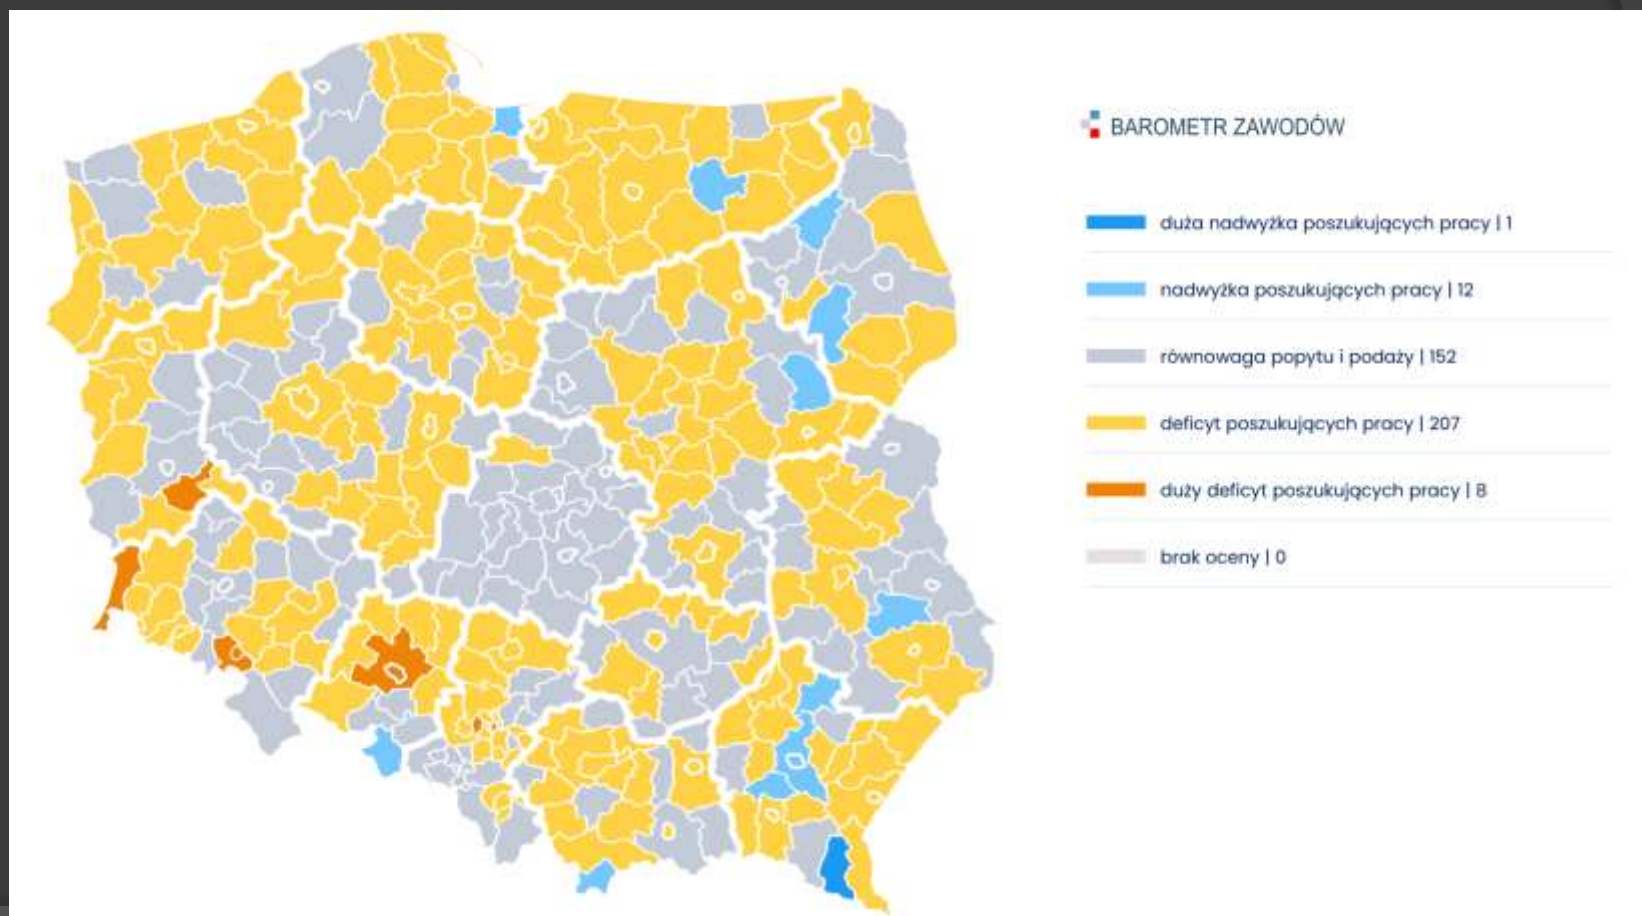 BAROMETR ZAWODÓW
duża nadwyżka poszukujących pracy | 1
nadwyżka poszukujących pracy | 12
równowaga popytu i podaży | 152
deficyt poszukujących pracy | 207
duży deficyt poszukujących pracy | 8
brak oceny | 0